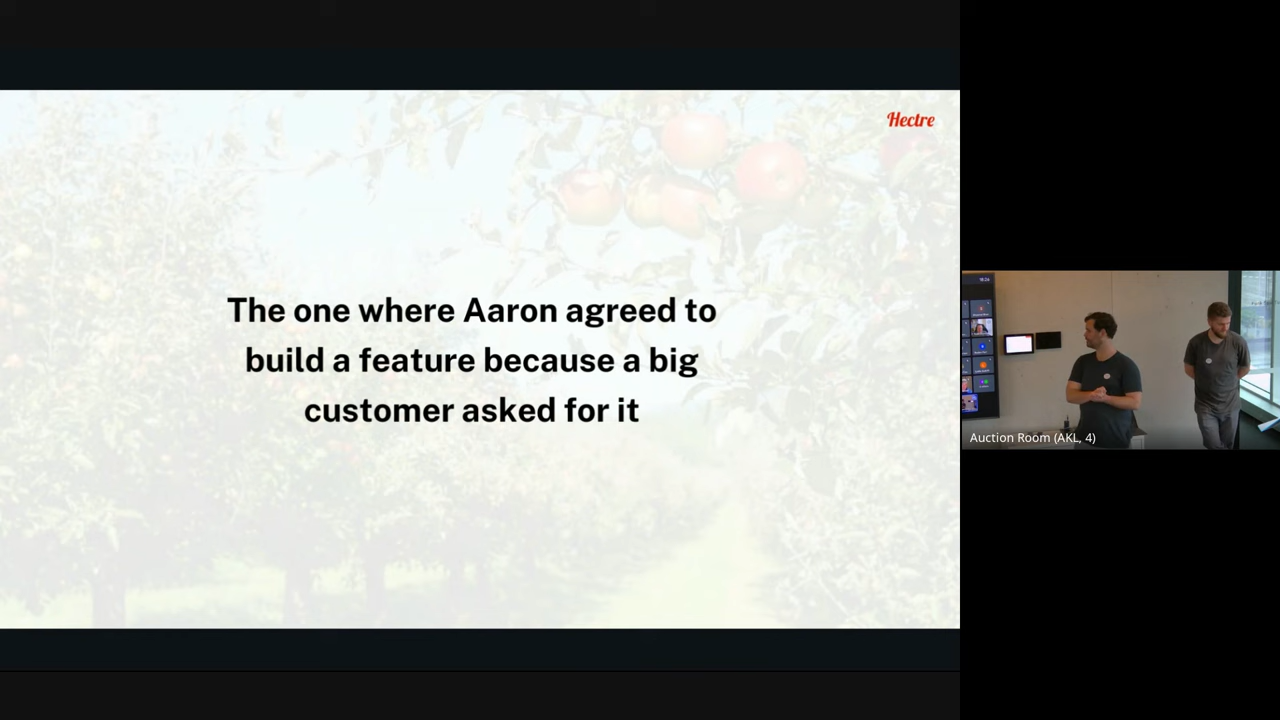 Hectre
The one where Aaron agreed to
build a feature because a big
customer asked for it
Auction Room (AKL, 4)